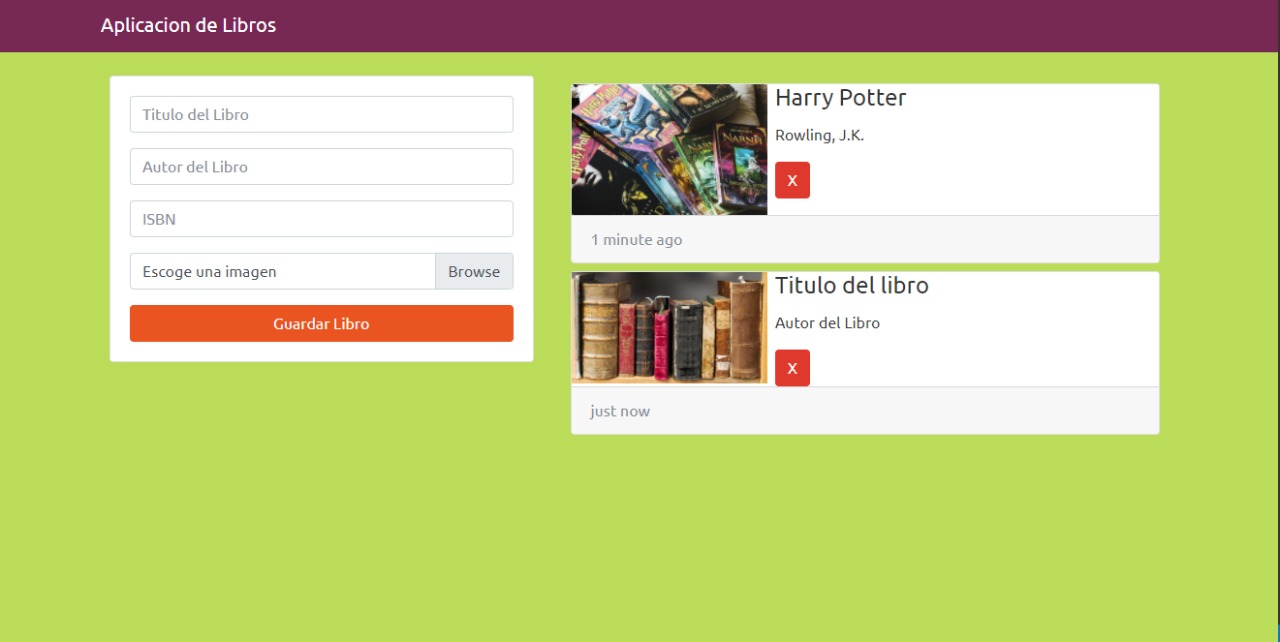 Aplicacion de Libros
Titulo del Libro
Autor del Libro
ISBN
Escoge una imagen
Browse
Guardar Libro
Harry Potter
Rowling, J.K.
X
1 minute ago
Titulo del libro
Autor del Libro
X
just now